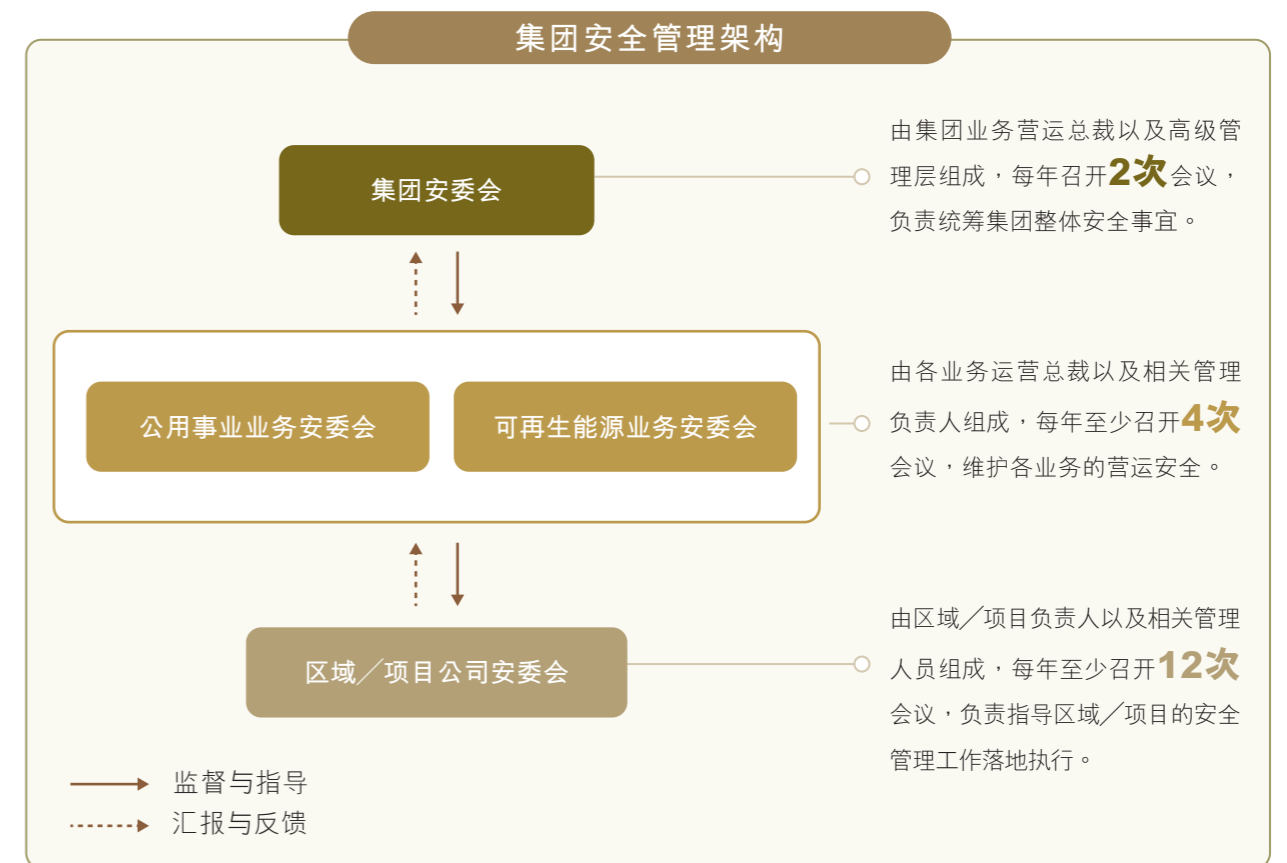 集团安全管理架构
集团安委会
由集团业务营运总裁以及高级管
理层组成，每年召开2次会议，
负责统筹集团整体安全事宜。
公用事业业务安委会
可再生能源业务安委会
由各业务运营总裁以及相关管理
负责人组成，每年至少召开4次
会议，维护各业务的营运安全。
区域／项目公司安委会
由区域／项目负责人以及相关管理
人员组成，每年至少召开12次
会议，负责指导区域／项目的安全
管理工作落地执行。
监督与指导
汇报与反馈